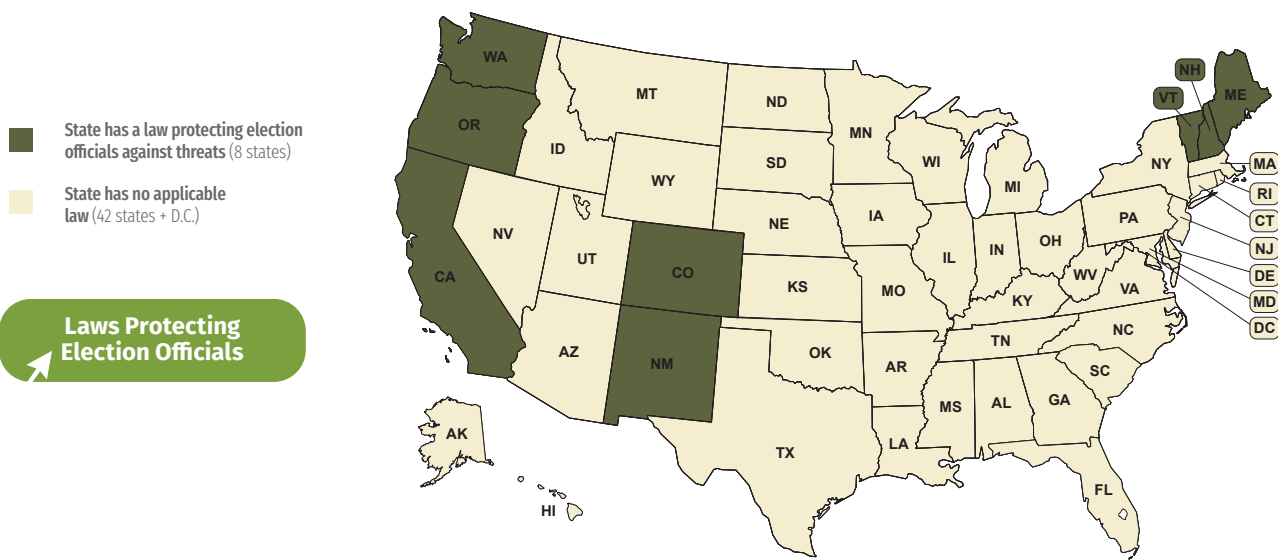 State has a law protecting election
officials against threats (8 states)
State has no applicable
law (42 states + D.C.)
Laws Protecting
Election Officials
WA
OR
CA
NV
ID
MT
WY
UT
AZ
CO
NM
ND
SD
NE
KS
OK
TX
MN
IA
MO
AR
LA
WI
IL
MI
IN
OH
KY
TN
MS
AL
GA
FL
SC
NC
VA
WV
PA
NY
VT
NH
ME
MA
RI
CT
NJ
DE
MD
DC
AK
HI